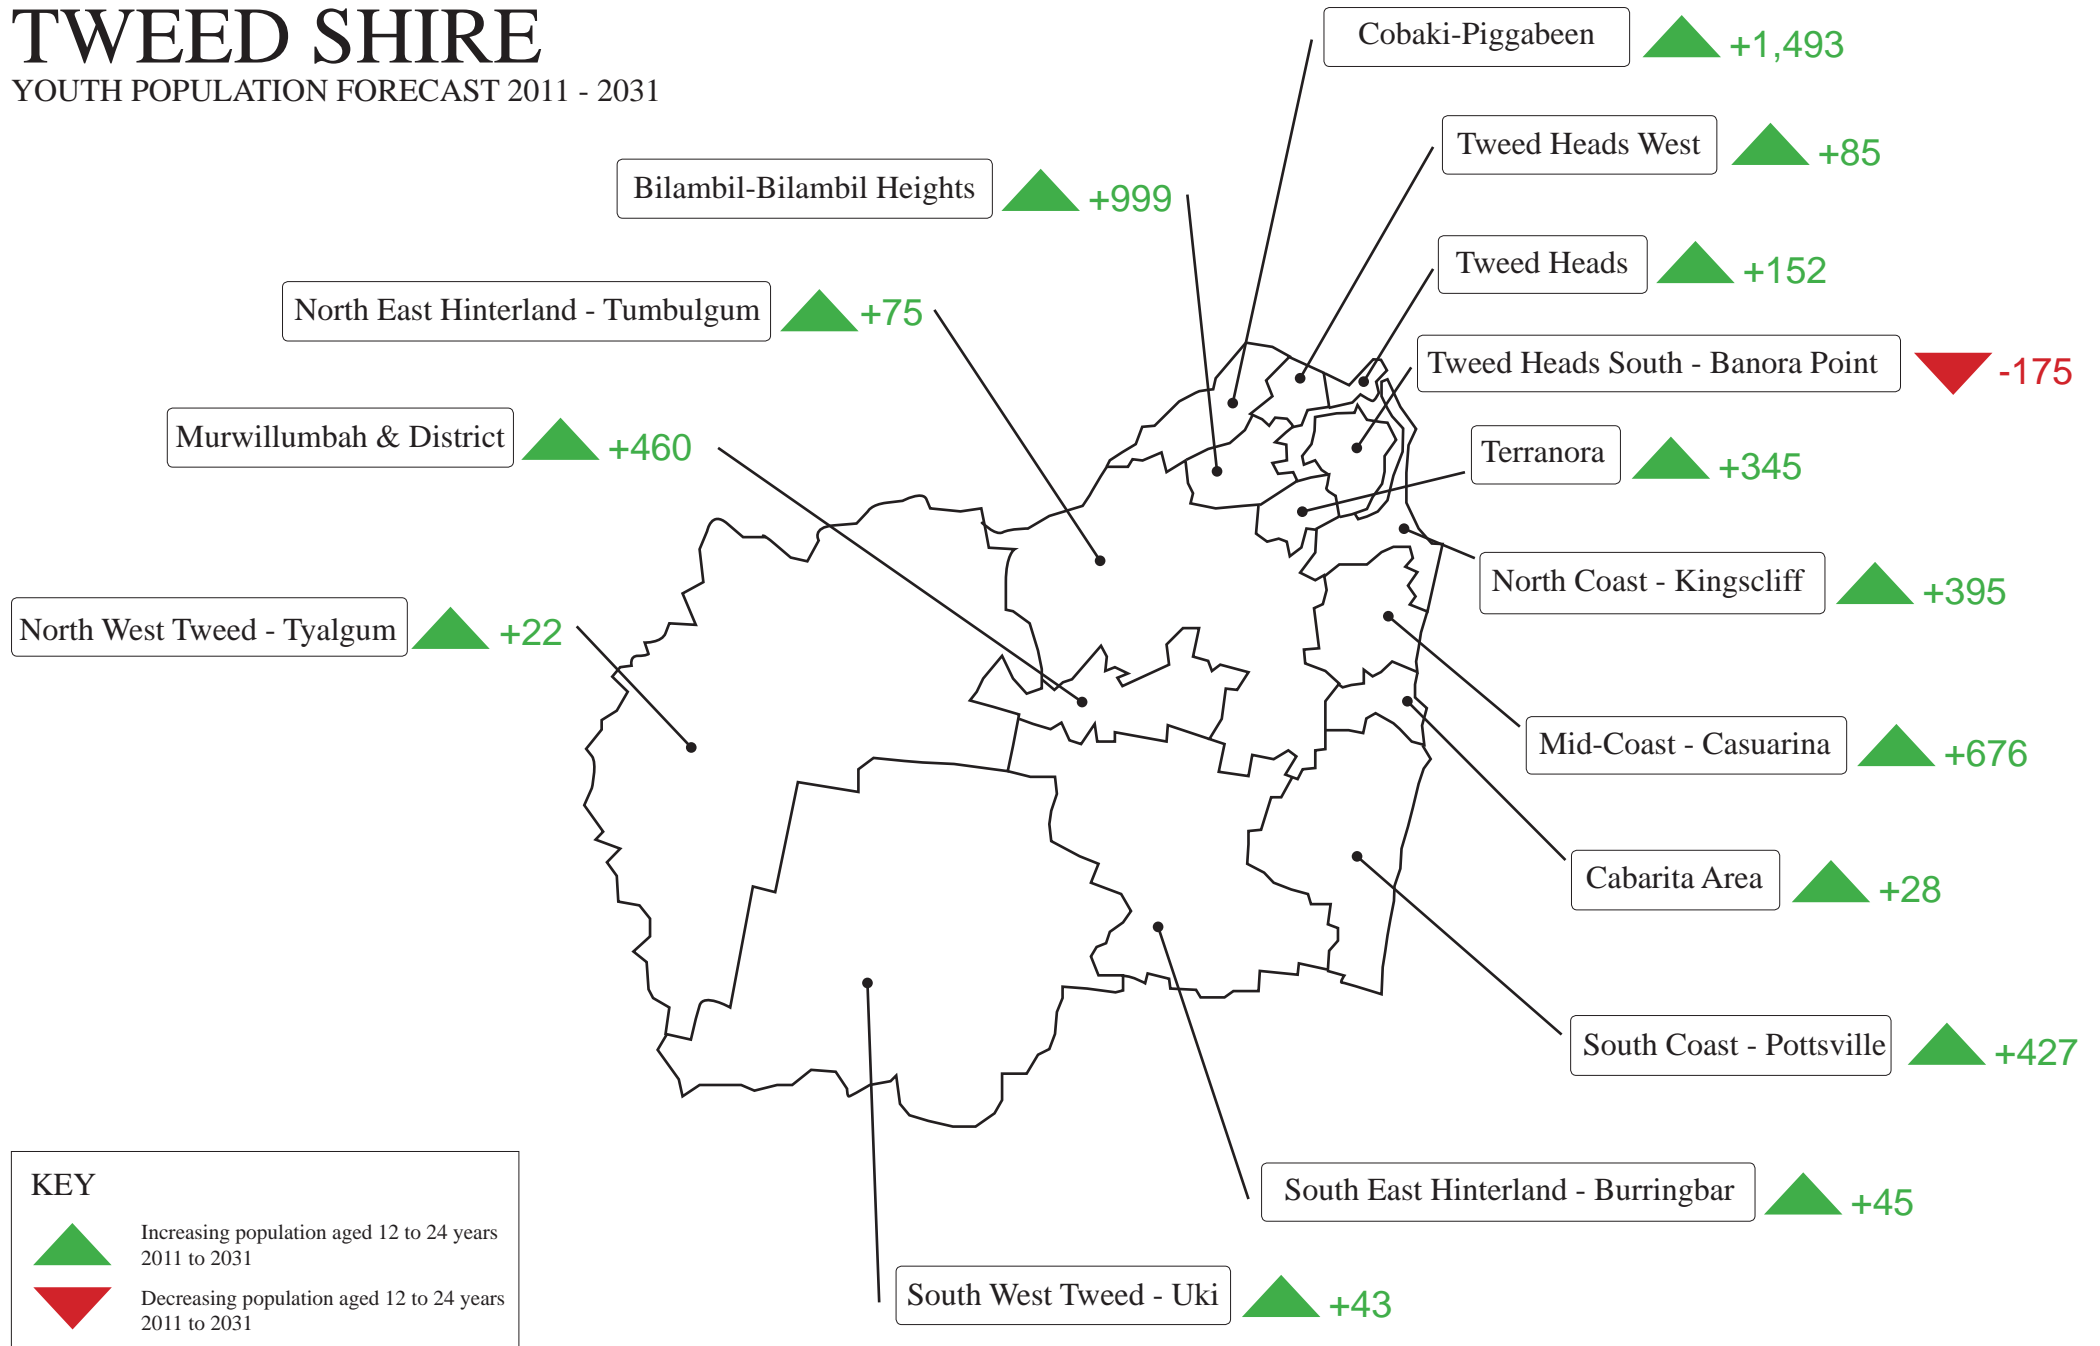 TWEED SHIRE
YOUTH POPULATION FORECAST 2011 - 2031
Cobaki-Piggabeen +1,493
Tweed Heads West +85
Bilambil-Bilambil Heights +999
Tweed Heads +152
North East Hinterland - Tumbulgum +75
Tweed Heads South - Banora Point -175
Murwillumbah & District +460
Terranora +345
North Coast - Kingscliff +395
North West Tweed - Tyalgum +22
Mid-Coast - Casuarina +676
Cabarita Area +28
South Coast - Pottsville +427
South East Hinterland - Burringbar +45
South West Tweed - Uki +43
KEY
Increasing population aged 12 to 24 years
2011 to 2031
Decreasing population aged 12 to 24 years
2011 to 2031